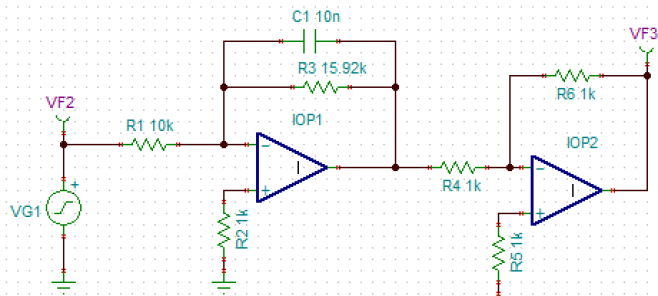 C1 10n
VF3
R3 15.92k
R6 1k
VF2
R1 10k
IOP1
IOP2
R4 1k
VG1
R2 1k
R5 1k